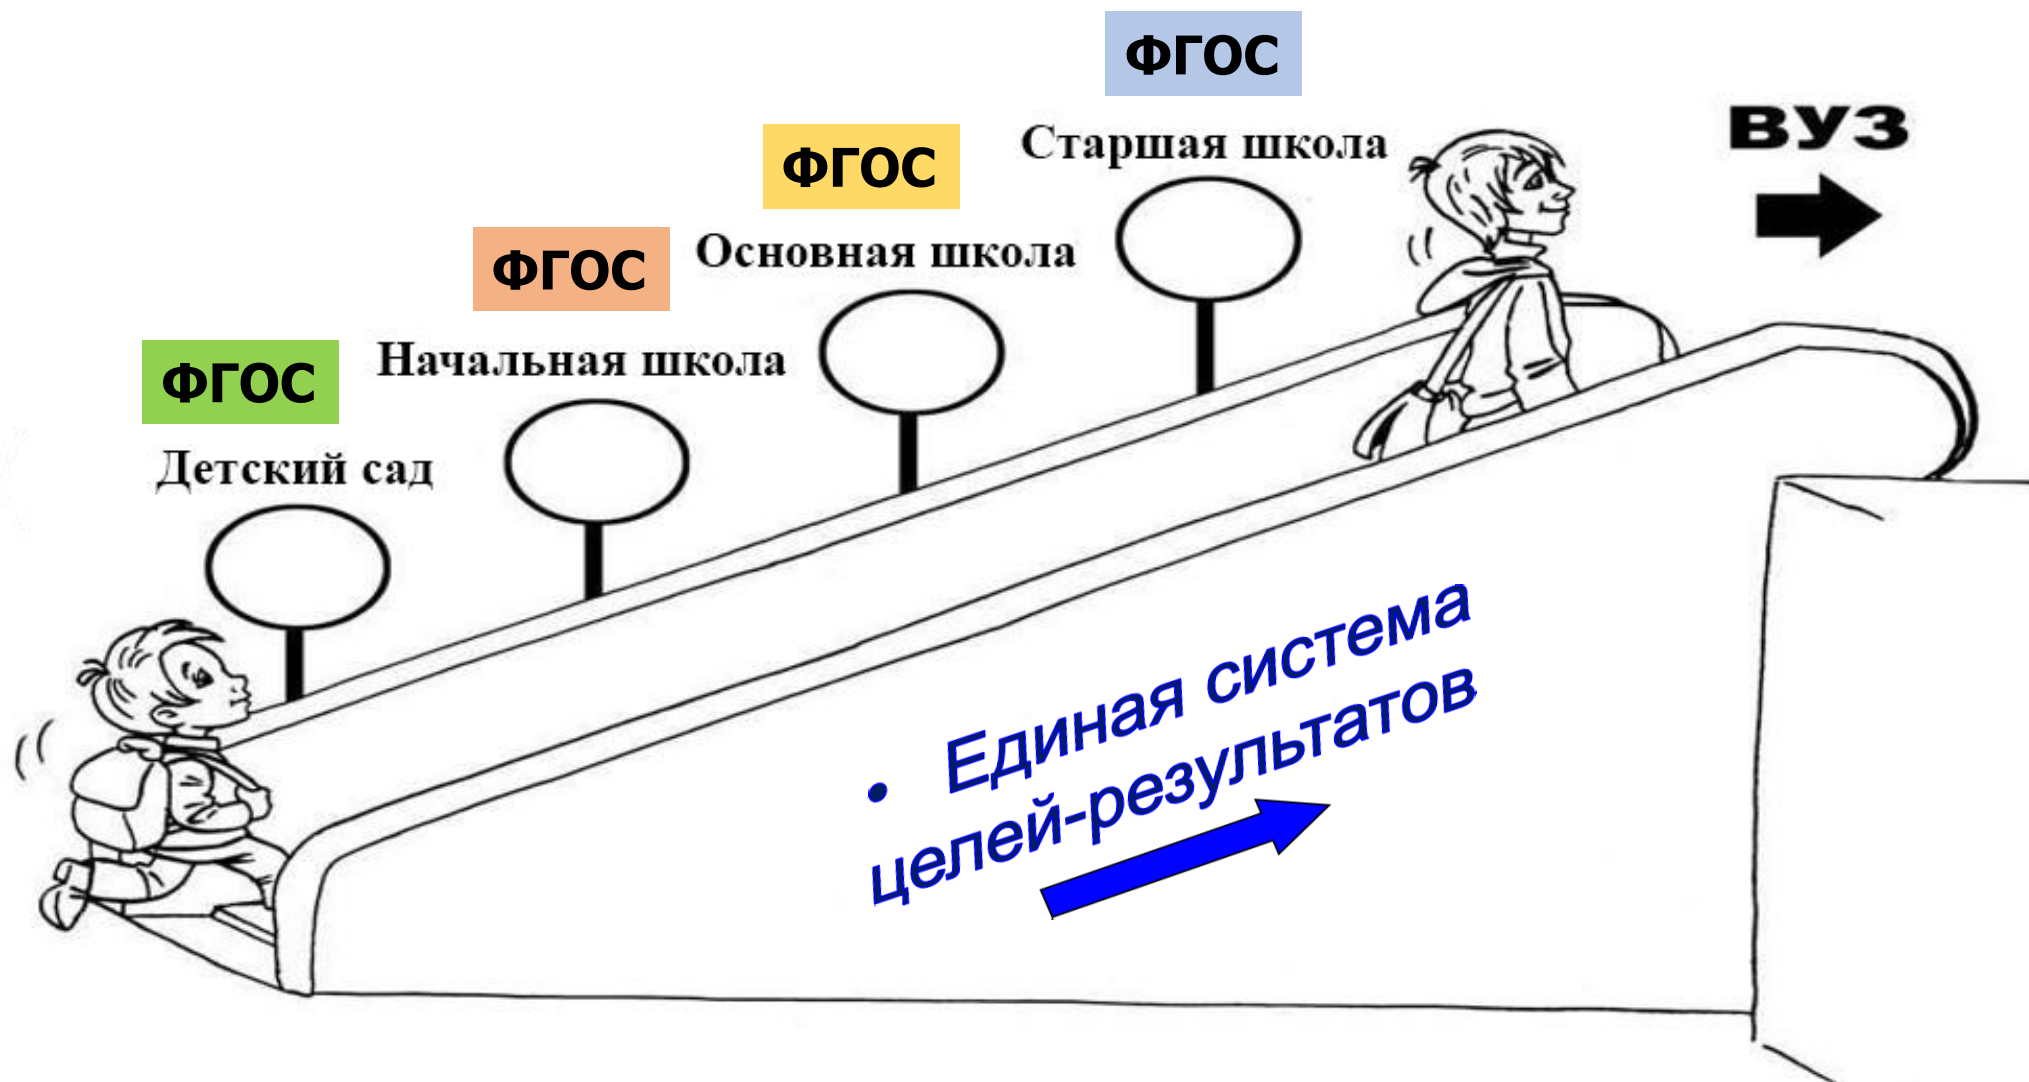 ФГОС
Старшая школа
ВУЗ
ФГОС
Основная школа
ФГОС
Начальная школа
ФГОС
Детский сад
• Единая система
целей-результатов